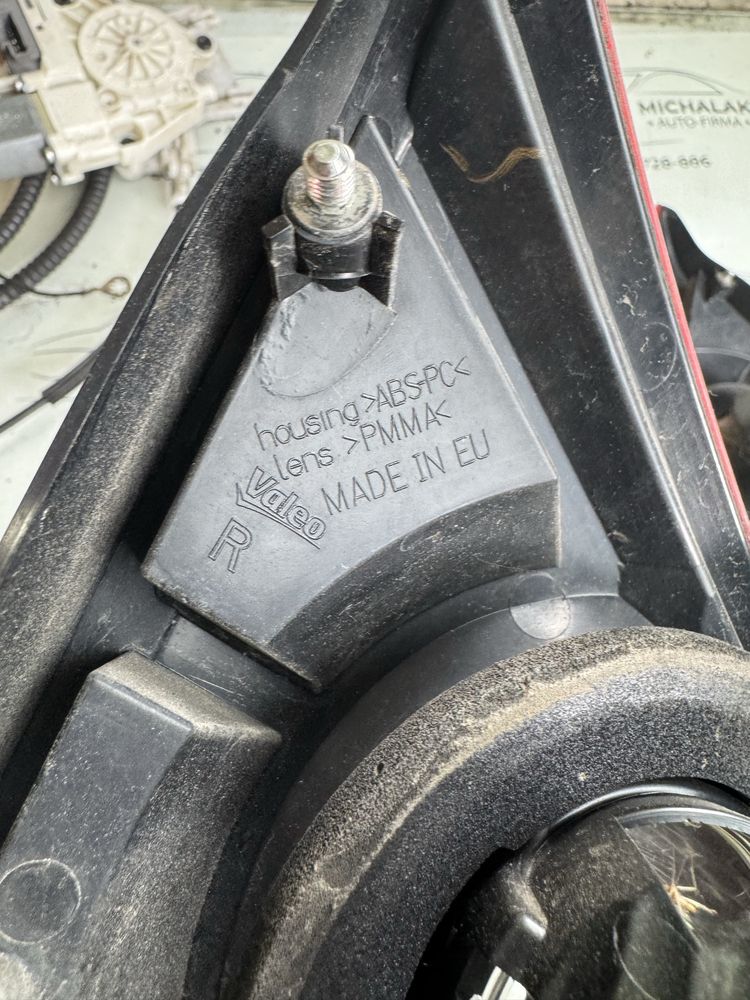 MICHALAK
AUTO-FIRMA
housing >ABS-PC<
lens >PMMA<
Valeo MADE IN EU
R